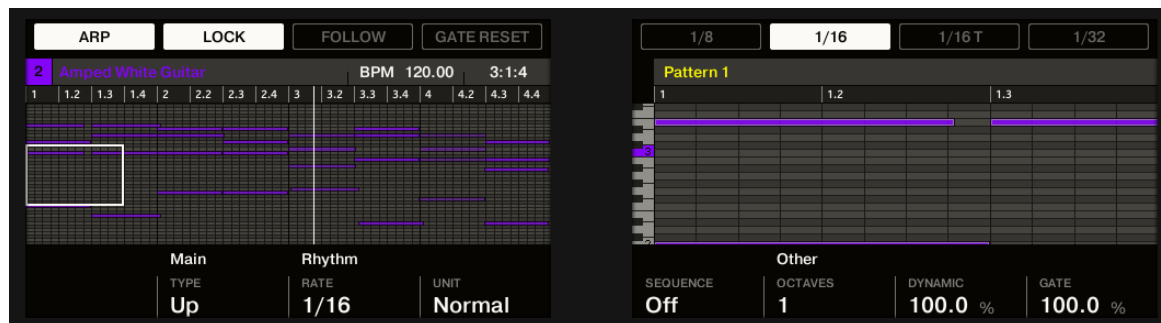 ARP LOCK FOLLOW GATE RESET
2 Amped White Guitar BPM 120.00 3:1:4
1 1.2 1.3 1.4 2 2.2 2.3 2.4 3 3.2 3.3 3.4 4 4.2 4.3 4.4
Main Rhythm
TYPE RATE UNIT
Up 1/16 Normal
1/8 1/16 1/16 T 1/32
Pattern 1
1 1.2 1.3
3
Other
SEQUENCE OCTAVES DYNAMIC GATE
Off 1 100.0 % 100.0 %